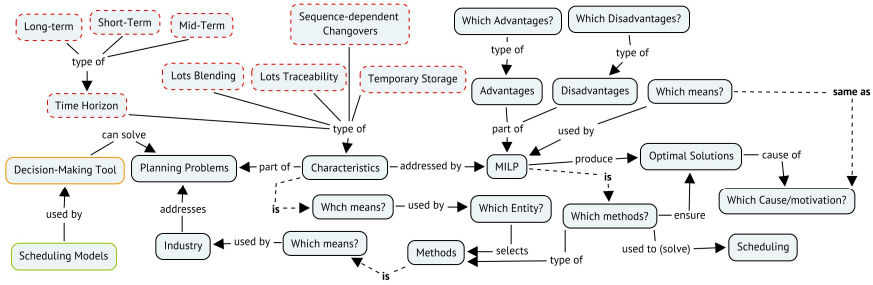 Sequence-dependent
Changovers
Which Advantages?
Which Disadvantages?
Long-term
Short-Term
Mid-Term
type of
type of
type of
Lots Blending
Lots Traceability
Temporary Storage
Advantages
Disadvantages
Which means?
same as
Time Horizon
type of
part of
used by
can solve
Decision-Making Tool
Planning Problems
part of
Characteristics
addressed by
MILP
produce
Optimal Solutions
cause of
is
used by
addresses
is
Whch means?
used by
Which Entity?
Which methods?
ensure
Which Cause/motivation?
Scheduling Models
Industry
used by
Which means?
Methods
selects
type of
used to (solve)
Scheduling
is